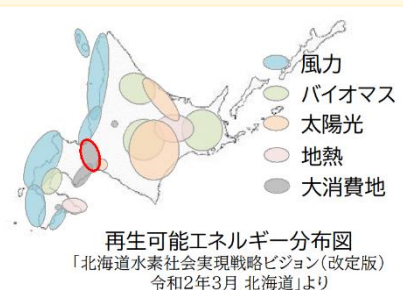 風力
バイオマス
太陽光
地熱
大消費地
再生可能エネルギー分布図
「北海道水素社会実現戦略ビジョン(改定版)
令和2年3月 北海道」より